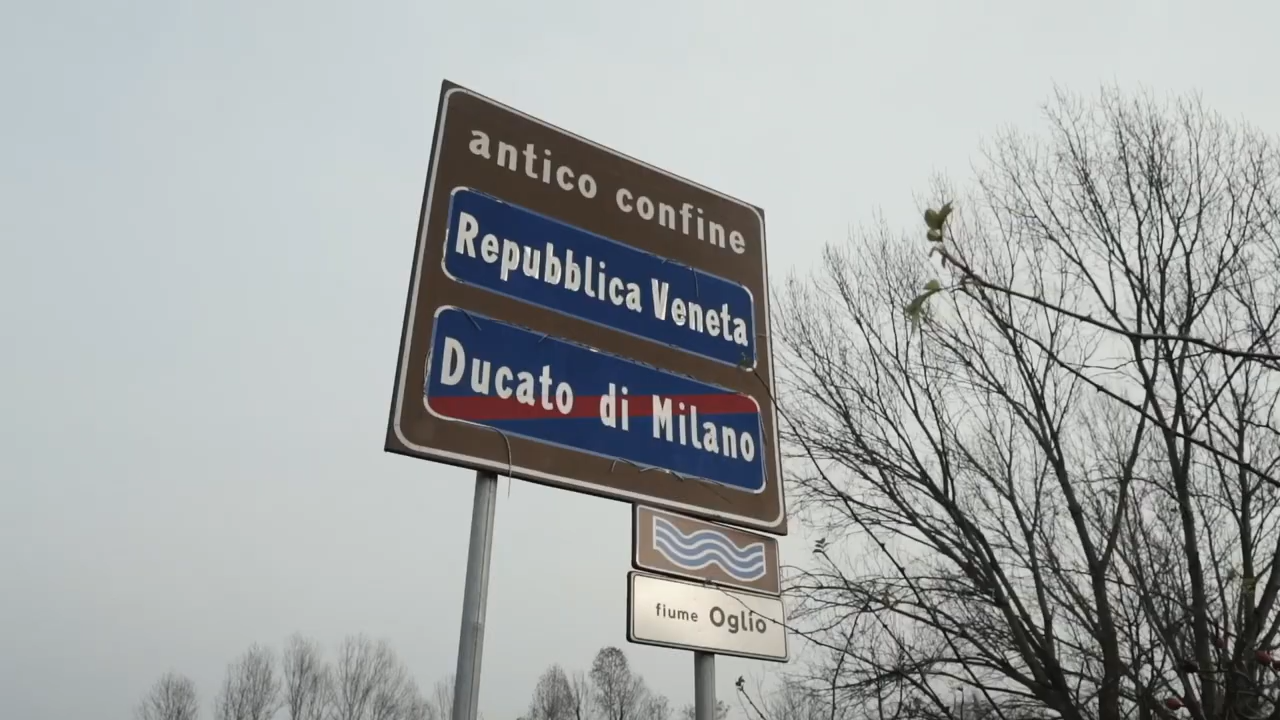 antico confine
Repubblica Veneta
Ducato di Milano
fiume Oglio